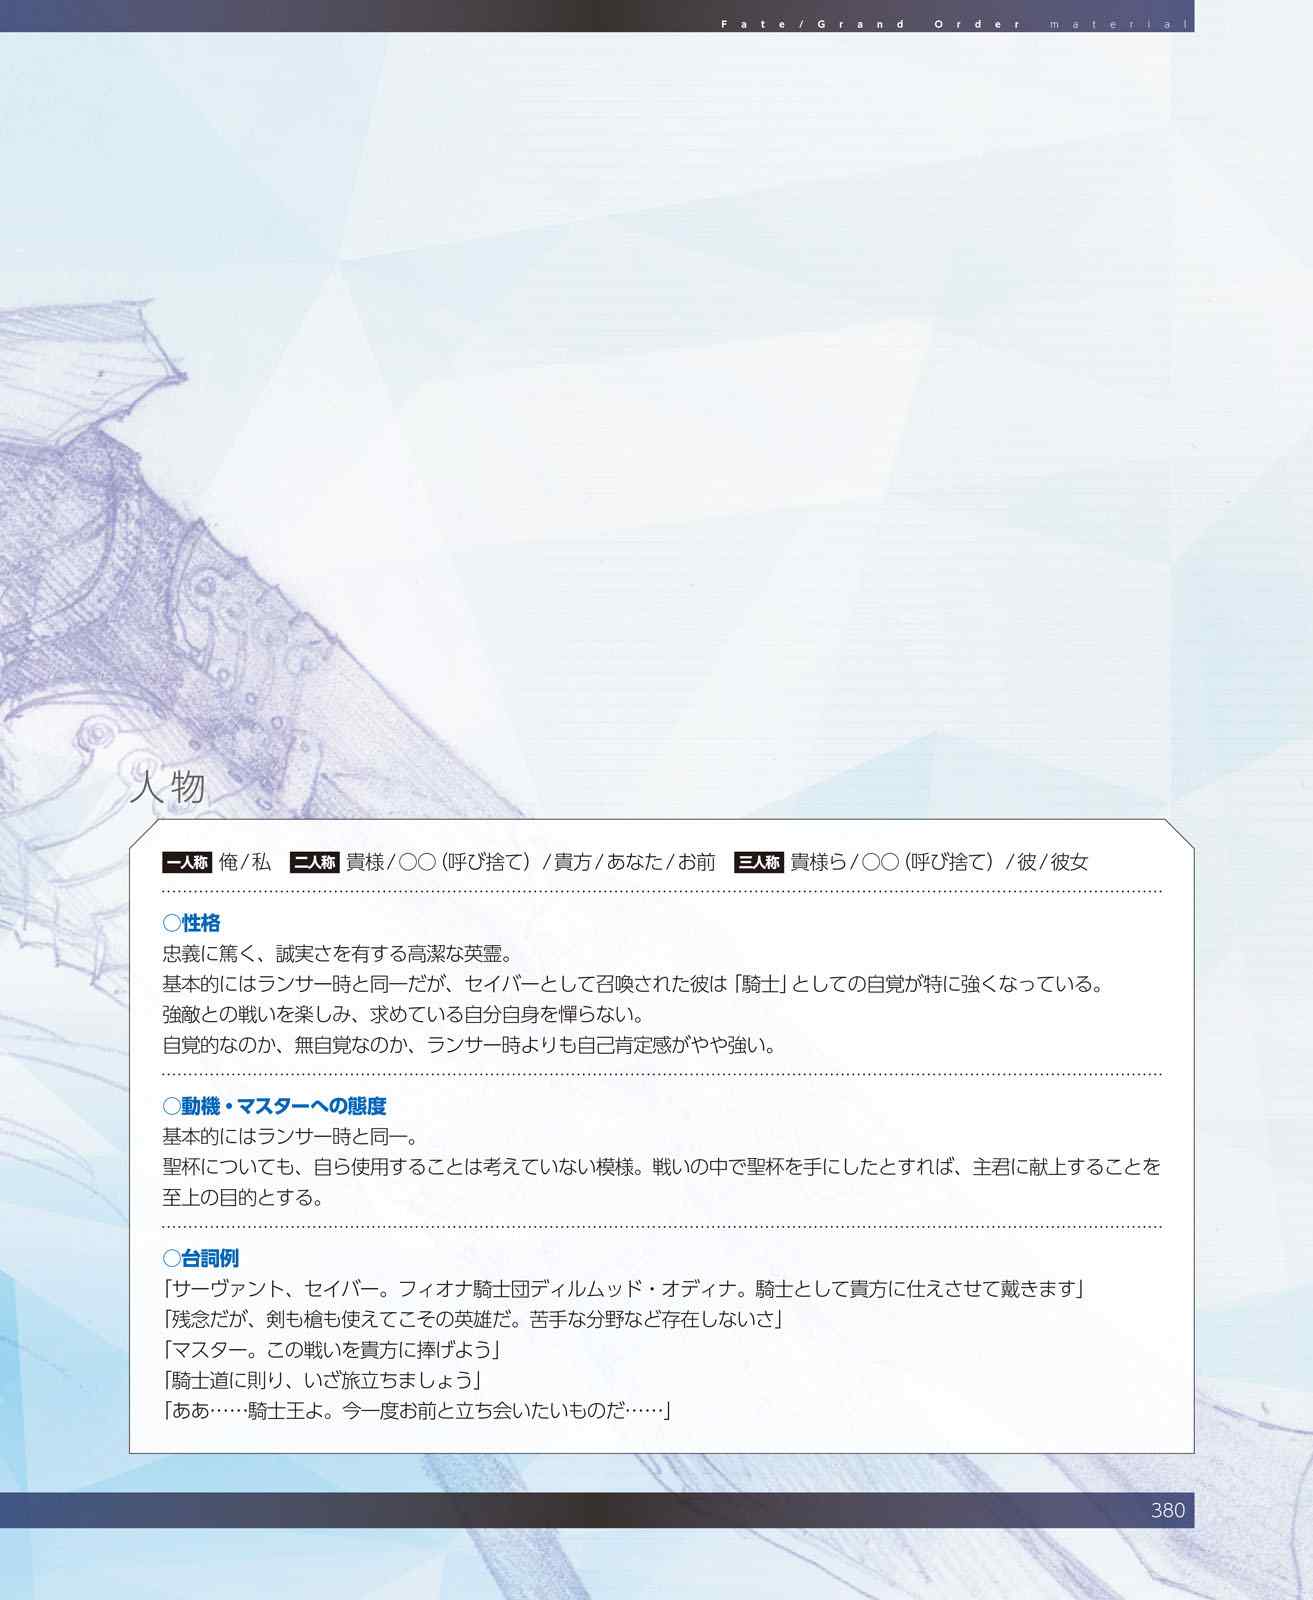 Fate/Grand Order material
人物
一人称 俺/私 二人称 貴様/〇〇（呼び捨て）/貴方/あなた/お前 三人称 貴様ら/〇〇（呼び捨て）/彼/彼女
〇性格
忠義に篤く、誠実さを有する高潔な英霊。
基本的にはランサー時と同一だが、セイバーとして召喚された彼は「騎士」としての自覚が特に強くなっている。
強敵との戦いを楽しみ、求めている自分自身を憚らない。
自覚的なのか、無自覚なのか、ランサー時よりも自己肯定感がやや強い。
〇動機・マスターへの態度
基本的にはランサー時と同一。
聖杯についても、自ら使用することは考えていない模様。戦いの中で聖杯を手にしたとすれば、主君に献上することを
至上の目的とする。
〇台詞例
「サーヴァント、セイバー。フィオナ騎士団ディルムッド・オディナ。騎士として貴方に仕えさせて戴きます」
「残念だが、剣も槍も使えてこその英雄だ。苦手な分野など存在しないさ」
「マスター。この戦いを貴方に捧げよう」
「騎士道に則り、いざ旅立ちましょう」
「ああ……騎士王よ。今一度お前と立ち会いたいものだ……」
380